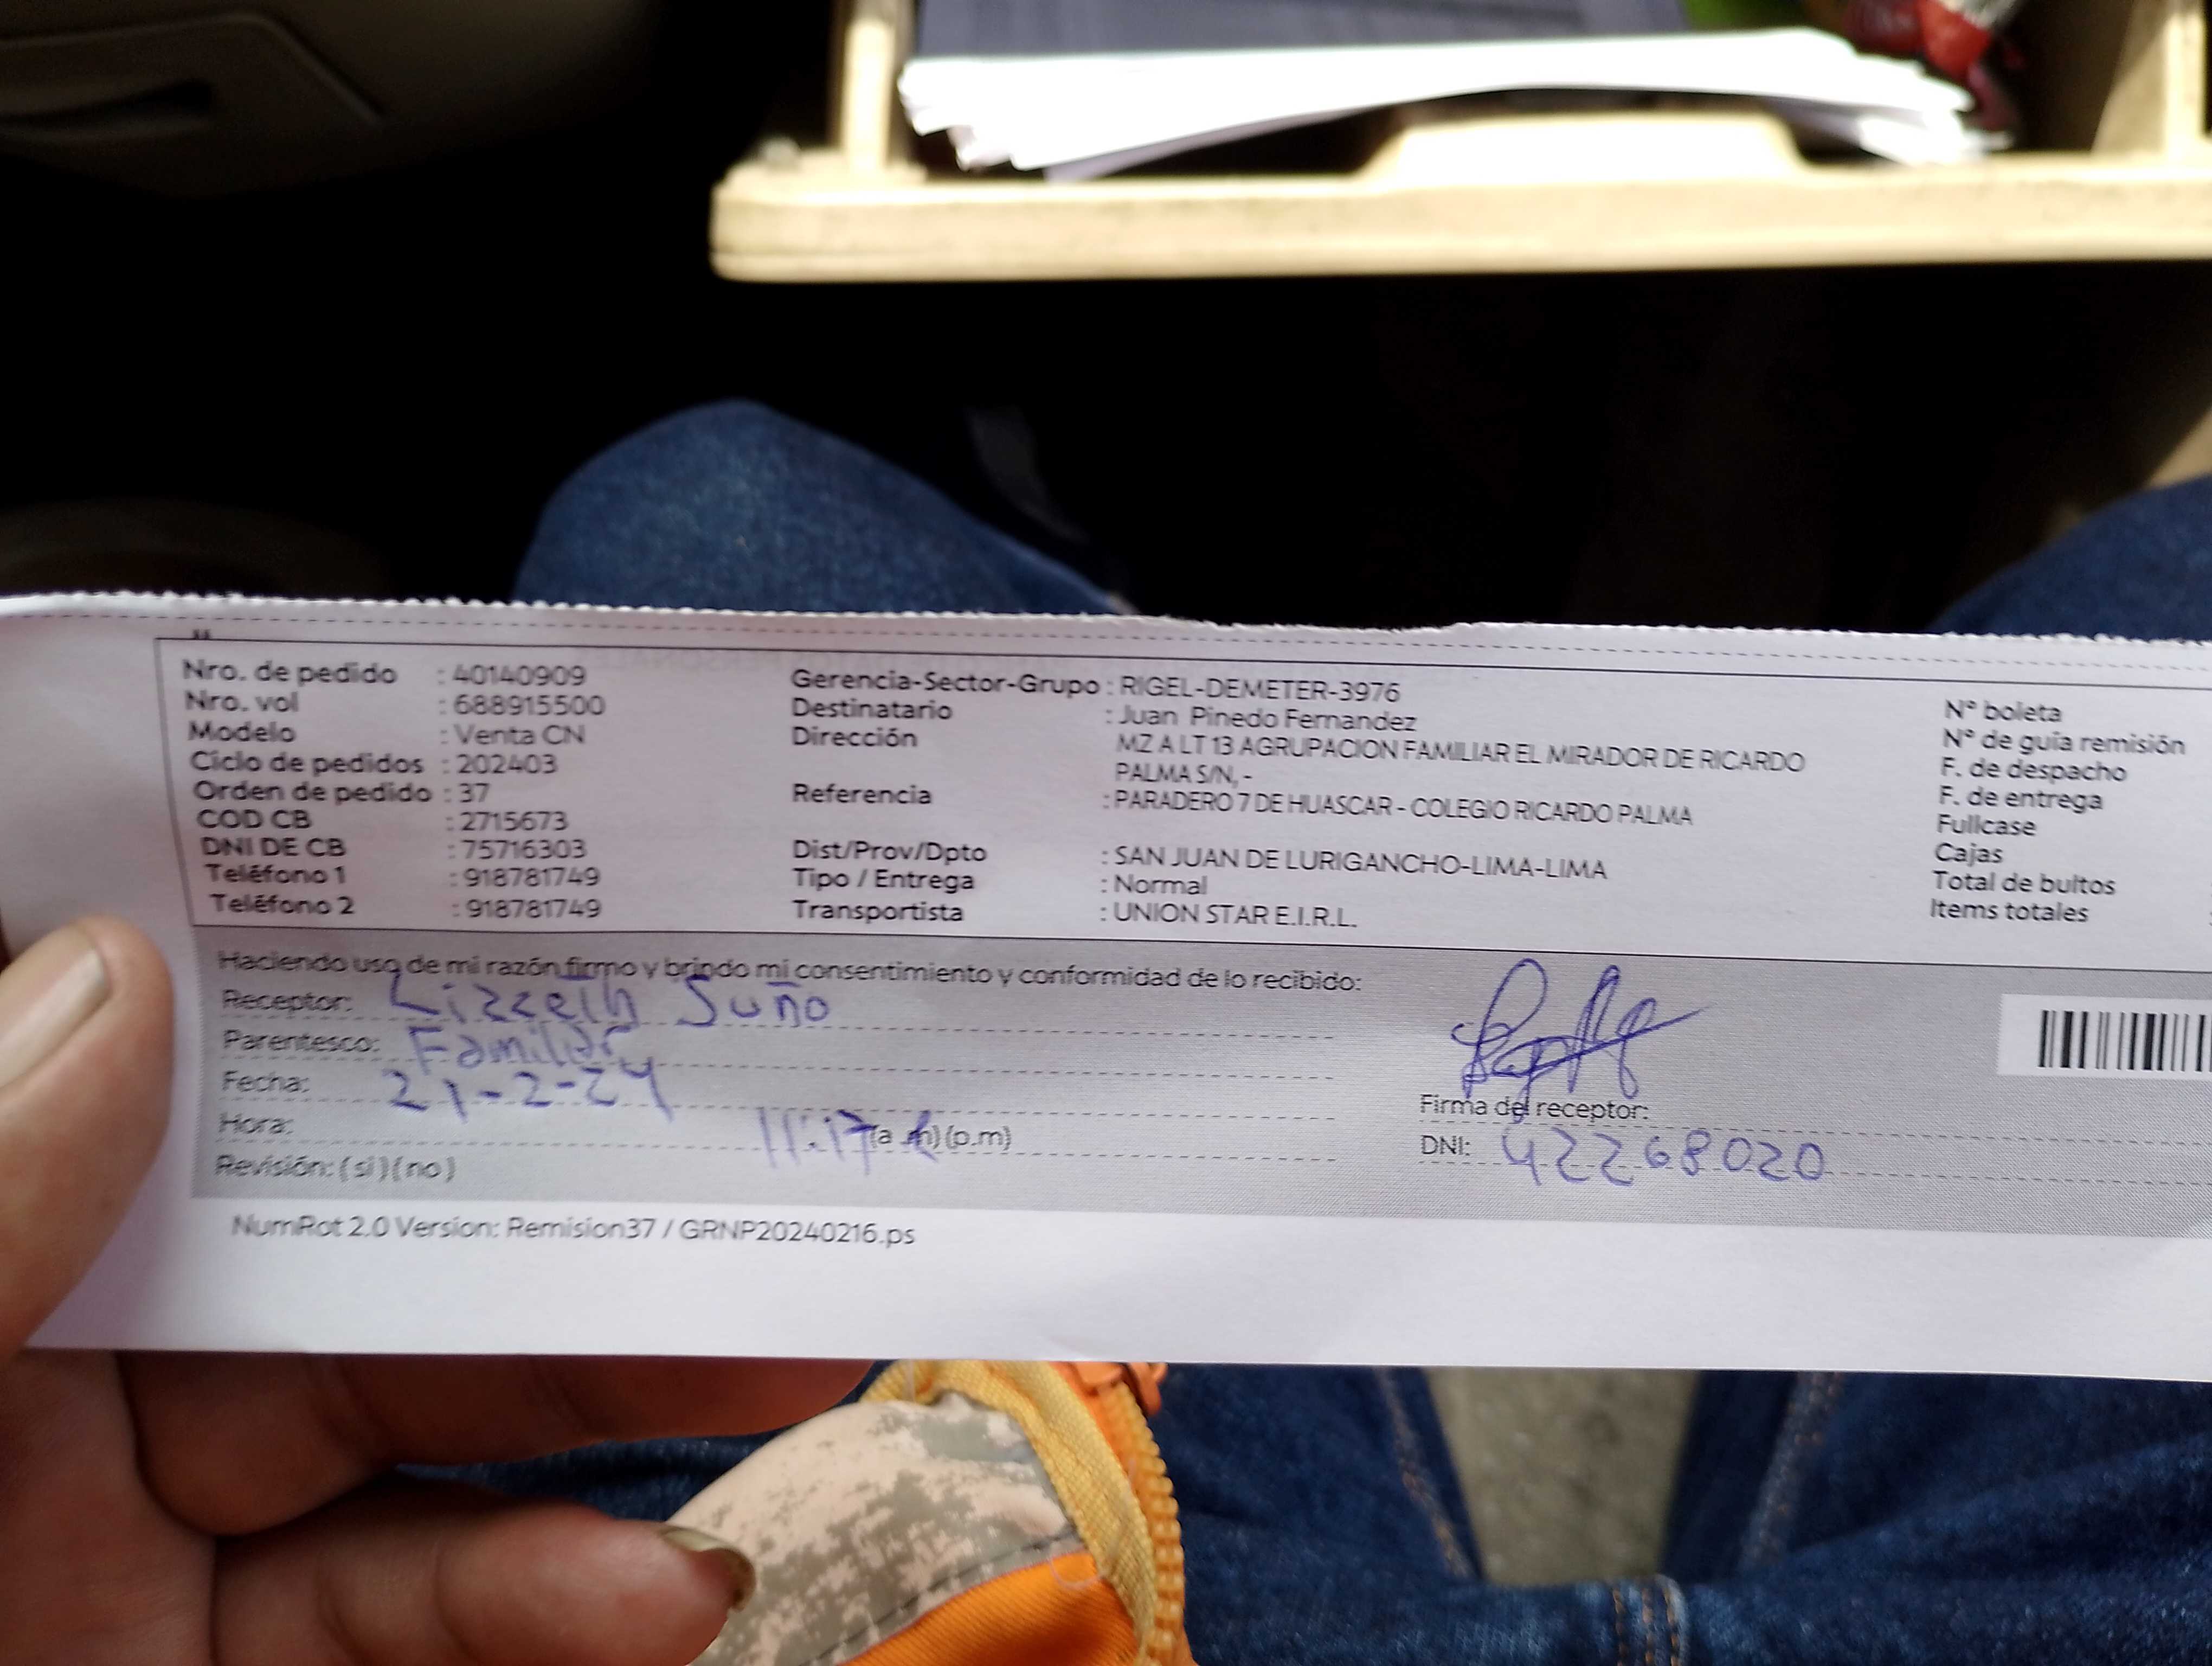 Nro. de pedido : 40140909
Nro. vol : 688915500
Modelo : Venta CN
Ciclo de pedidos : 202403
Orden de pedido : 37
COD CB : 2715673
DNI DE CB : 75716303
Teléfono 1 : 918781749
Teléfono 2 : 918781749
Gerencia-Sector-Grupo : RIGEL-DEMETER-3976
Destinatario : Juan Pinedo Fernandez
Dirección MZ A LT 13 AGRUPACION FAMILIAR EL MIRADOR DE RICARDO
PALMA S/N, -
Referencia : PARADERO 7 DE HUASCAR - COLEGIO RICARDO PALMA
Dist/Prov/Dpto : SAN JUAN DE LURIGANCHO-LIMA-LIMA
Tipo / Entrega : Normal
Transportista : UNION STAR E.I.R.L.
N° boleta
N° de guía remisión
F. de despacho
F. de entrega
Fullcase
Cajas
Total de bultos
Items totales
Haciendo uso de mi razón firmo y brindo mi consentimiento y conformidad de lo recibido:
Receptor: Lizzeth Suño
Parentesco: Familiar
Fecha: 21-2-24
Hora: 11:17 (a.m)(p.m)
Revisión: (si)(no)
Firma del receptor:
DNI: 42268020
NumRot 2.0 Version: Remision37 / GRNP20240216.ps